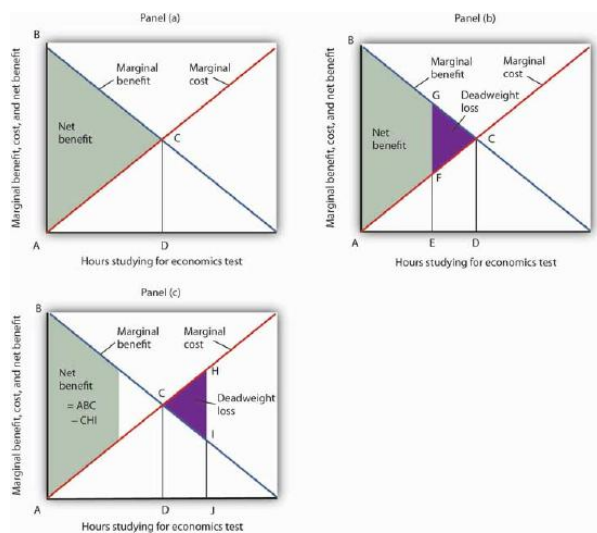 Panel (a)
Marginal benefit, cost, and net benefit
B
Marginal
benefit
Marginal
cost
Net
benefit
C
A
D
Hours studying for economics test
Panel (b)
Marginal benefit, cost, and net benefit
B
Marginal
benefit
Marginal
cost
G
Deadweight
loss
Net
benefit
C
F
A
E
D
Hours studying for economics test
Panel (c)
Marginal benefit, cost, and net benefit
B
Marginal
benefit
Marginal
cost
Net
benefit
= ABC
– CHI
H
C
Deadweight
loss
I
A
D
J
Hours studying for economics test